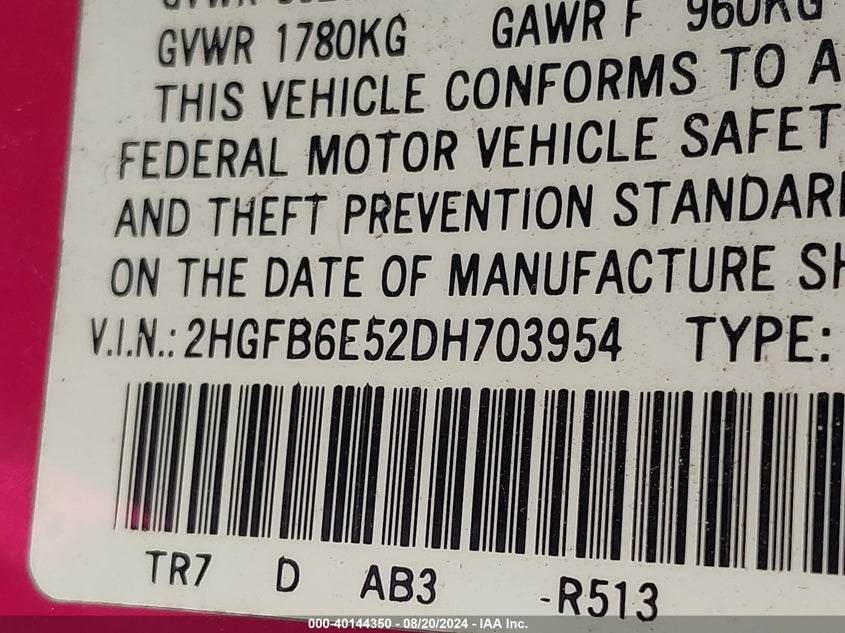 GVWR 1780KG GAWR F 960KG
THIS VEHICLE CONFORMS TO A
FEDERAL MOTOR VEHICLE SAFET
AND THEFT PREVENTION STANDAR
ON THE DATE OF MANUFACTURE SH
V.I.N.: 2HGFB6E52DH703954 TYPE:
TR7 D AB3 -R513
000-40144350 - 08/20/2024 - IAA Inc.